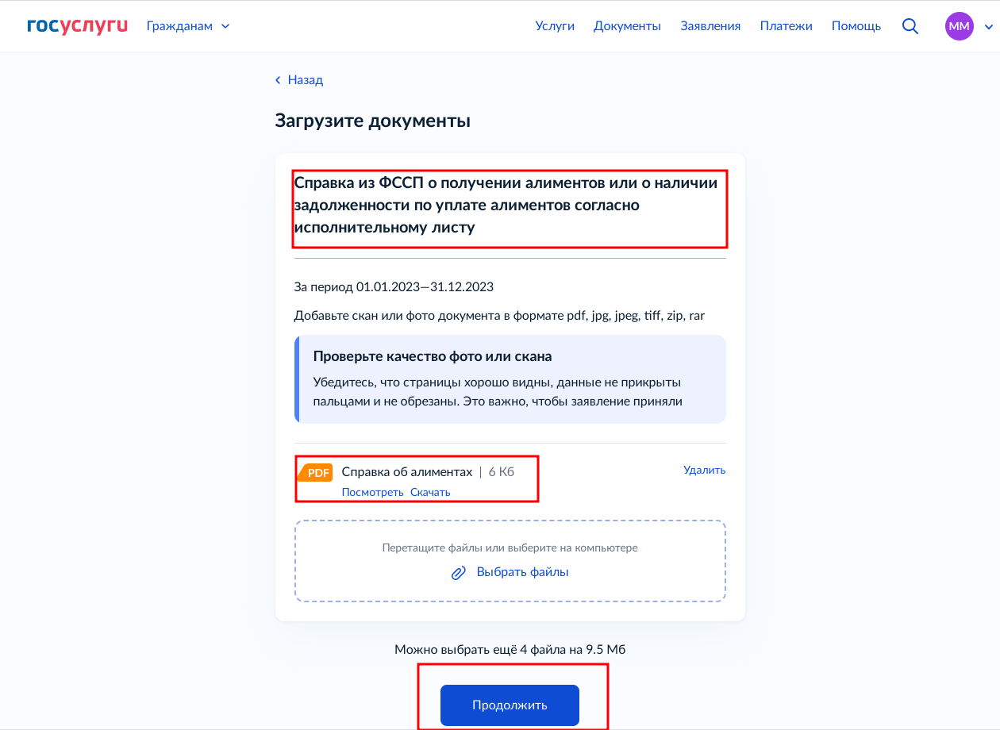 госуслуги Гражданам Услуги Документы Заявления Платежи Помощь ММ
Назад
Загрузите документы
Справка из ФССП о получении алиментов или о наличии
задолженности по уплате алиментов согласно
исполнительному листу
За период 01.01.2023—31.12.2023
Добавьте скан или фото документа в формате pdf, jpg, jpeg, tiff, zip, rar
Проверьте качество фото или скана
Убедитесь, что страницы хорошо видны, данные не прикрыты
пальцами и не обрезаны. Это важно, чтобы заявление приняли
PDF Справка об алиментах | 6 Кб Удалить
Посмотреть Скачать
Перетащите файлы или выберите на компьютере
Выбрать файлы
Можно выбрать ещё 4 файла на 9.5 Мб
Продолжить